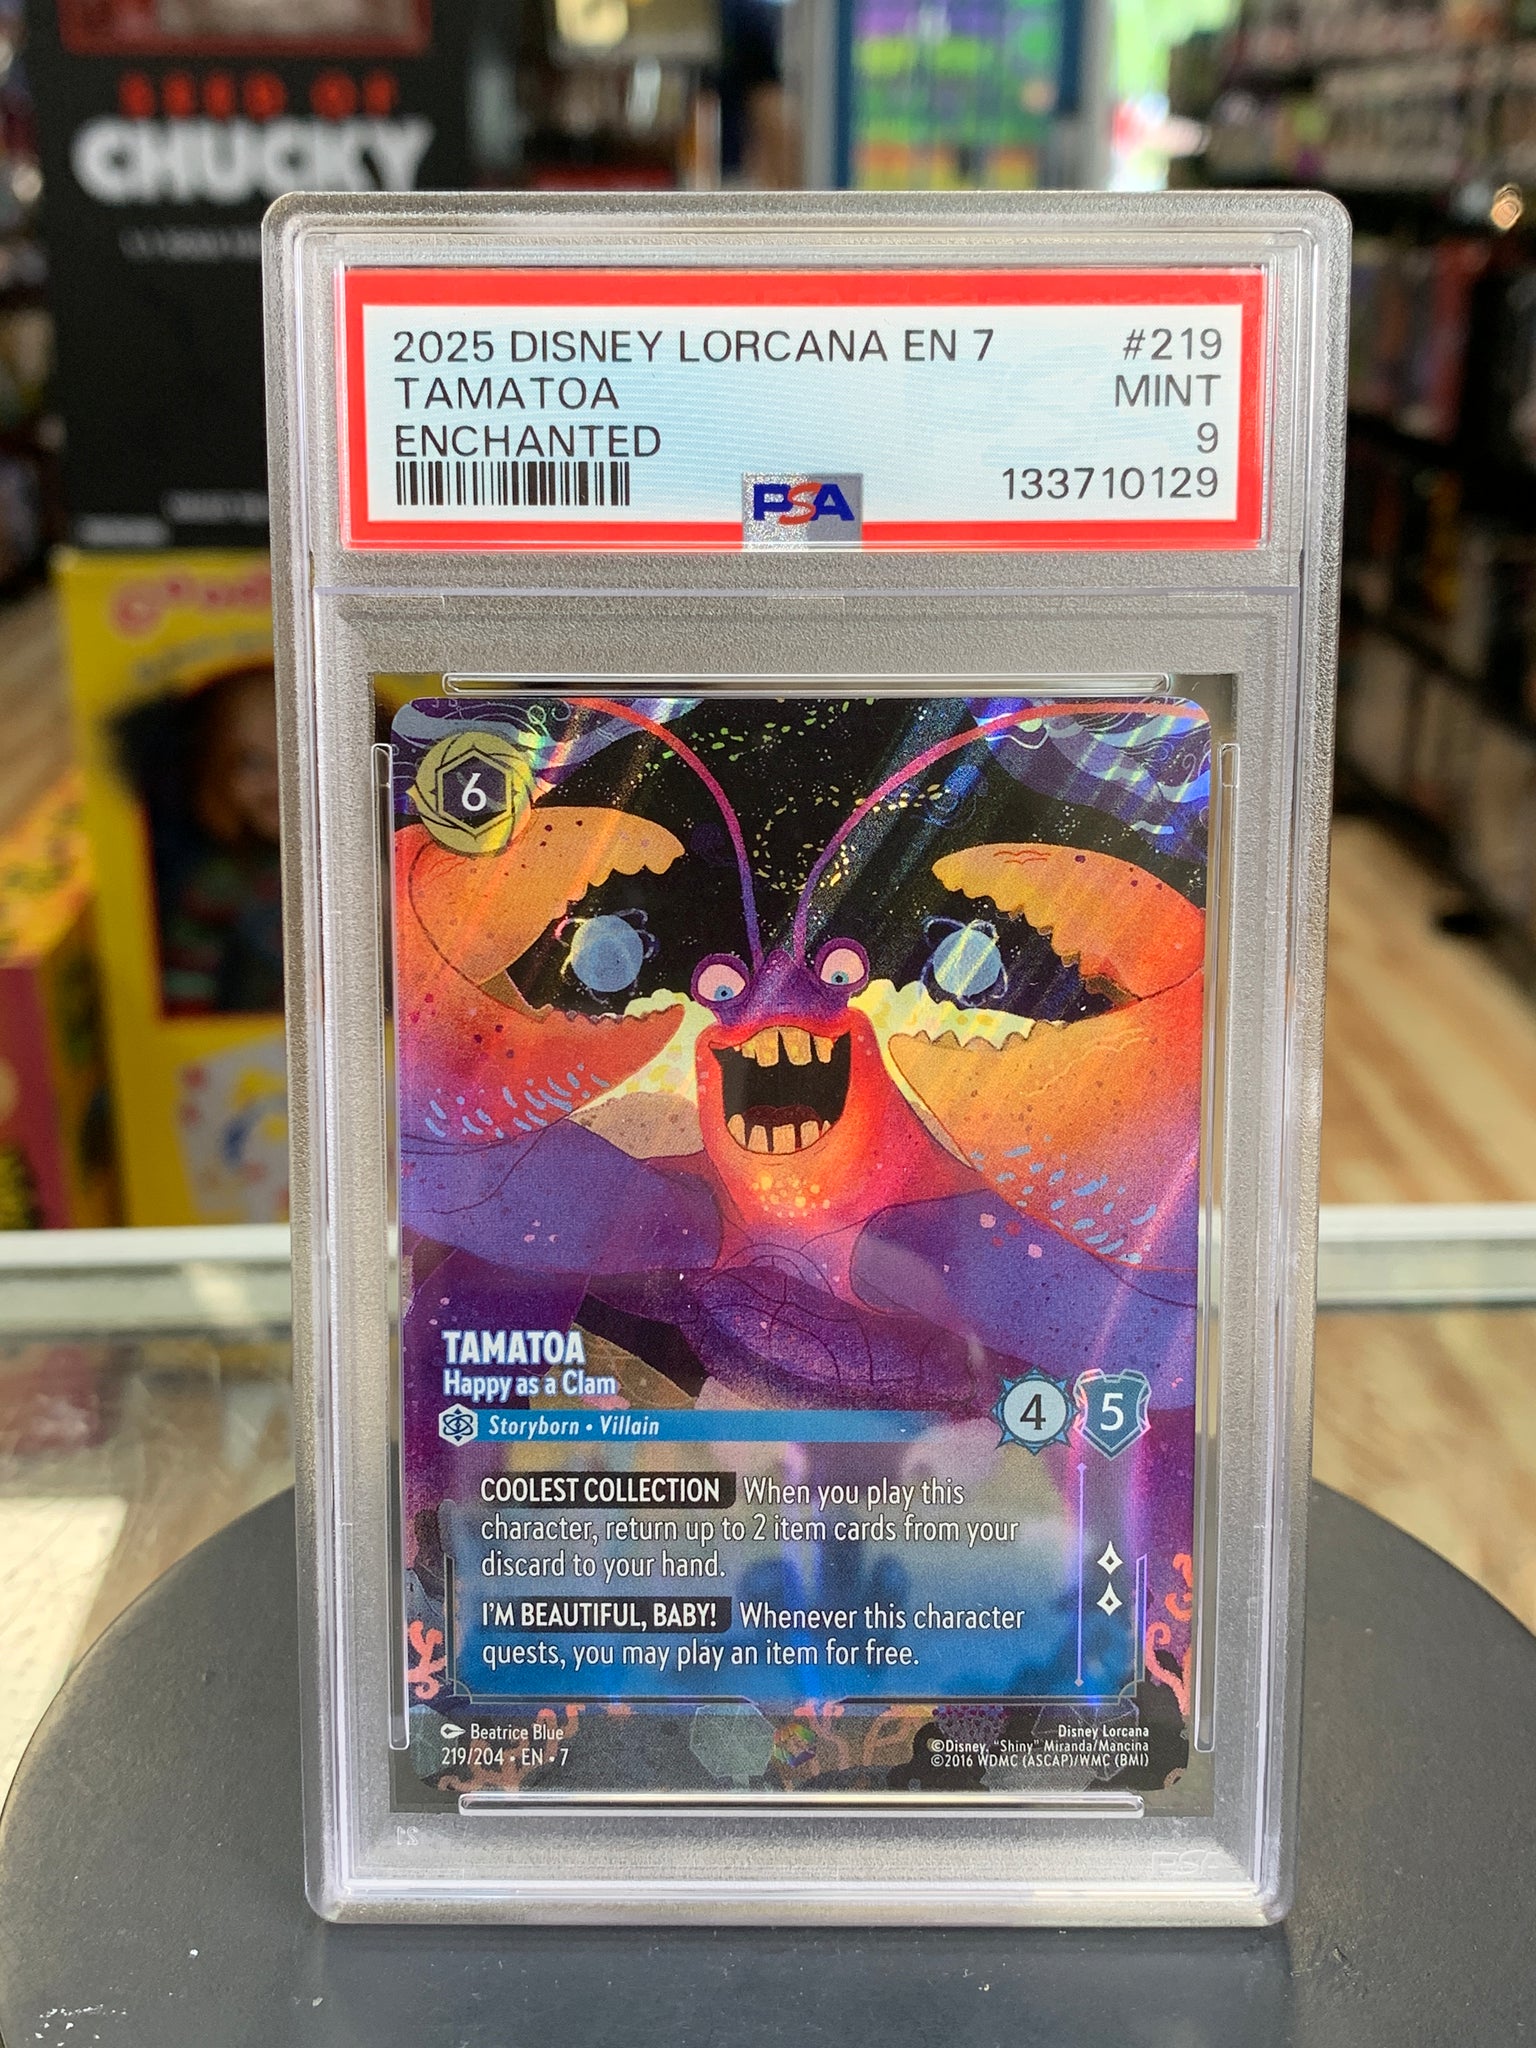 SEED OF
CHUCKY
2025 DISNEY LORCANA EN 7 #219
TAMATOA MINT
ENCHANTED 9
133710129
PSA
6
TAMATOA
Happy as a Clam
Storyborn • Villain
4 5
COOLEST COLLECTION When you play this
character, return up to 2 item cards from your
discard to your hand.
I'M BEAUTIFUL, BABY! Whenever this character
quests, you may play an item for free.
Beatrice Blue
219/204 • EN • 7
Disney Lorcana
©Disney, "Shiny" Miranda/Mancina
©2016 WDMC (ASCAP)/WMC (BMI)
PSA